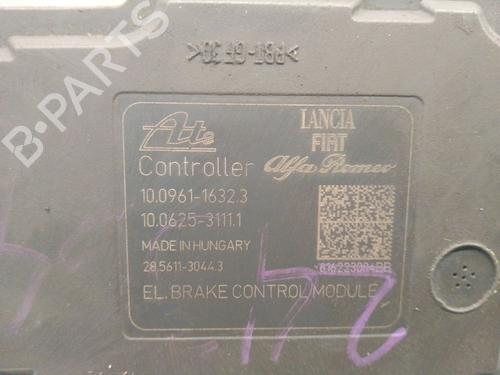 >PBT-GF30<
Ate
LANCIA
FIAT
Alfa Romeo
Controller
10.0961-1632.3
10.0625-3111.1
MADE IN HUNGARY
28.5611-3044.3
EL. BRAKE CONTROL MODULE
B-PARTS